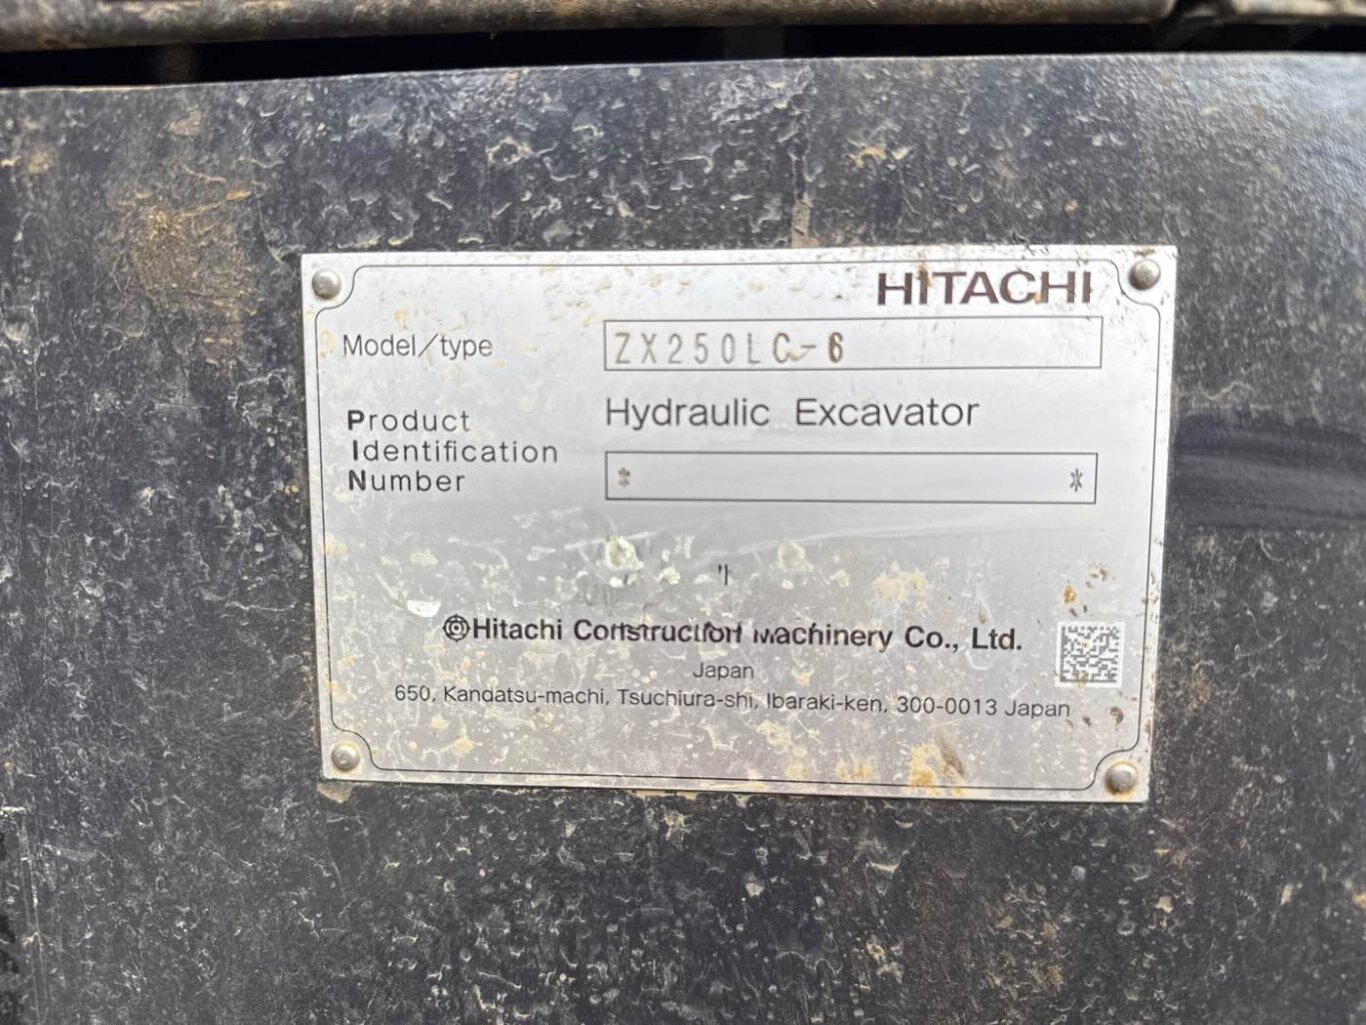 HITACHI
Model/type ZX250LC-6
Product Identification Number
Hydraulic Excavator
* *
Hitachi Construction Machinery Co., Ltd.
Japan
650, Kandatsu-machi, Tsuchiura-shi, Ibaraki-ken, 300-0013 Japan